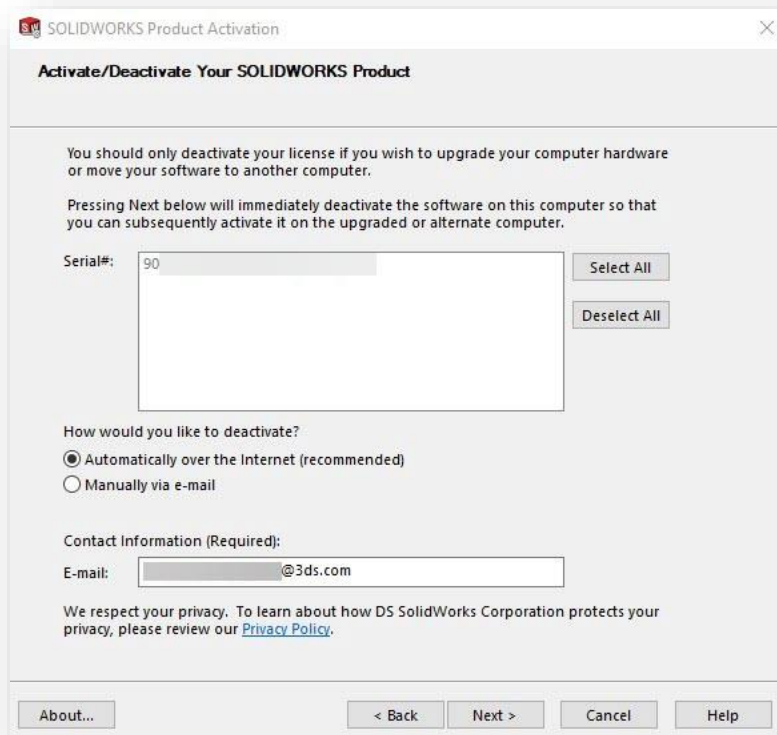 SOLIDWORKS Product Activation
Activate/Deactivate Your SOLIDWORKS Product
You should only deactivate your license if you wish to upgrade your computer hardware
or move your software to another computer.
Pressing Next below will immediately deactivate the software on this computer so that
you can subsequently activate it on the upgraded or alternate computer.
Serial#:
90
Select All
Deselect All
How would you like to deactivate?
Automatically over the Internet (recommended)
Manually via e-mail
Contact Information (Required):
E-mail:
@3ds.com
We respect your privacy. To learn about how DS SolidWorks Corporation protects your
privacy, please review our Privacy Policy.
About...
< Back
Next >
Cancel
Help